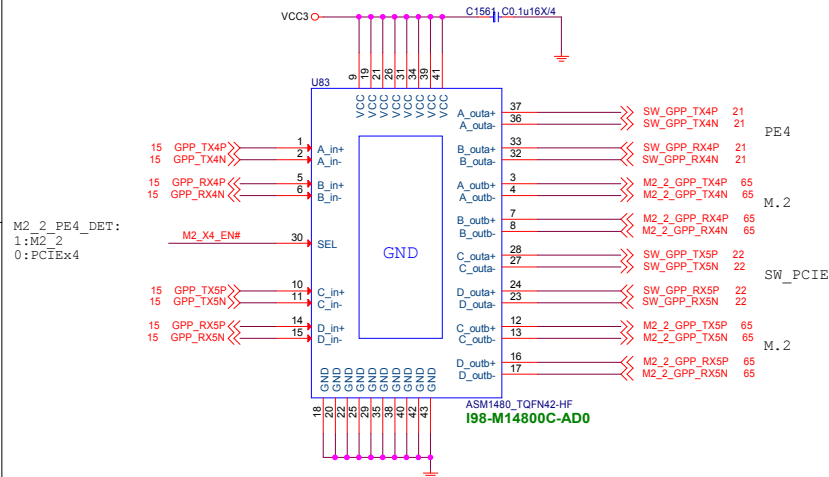 VCC3
C1561 C0.1u16X/4
U83
9 19 21 26 31 34 39 41
VCC VCC VCC VCC VCC VCC VCC VCC
15 GPP_TX4P 1 A_in+
15 GPP_TX4N 2 A_in-
15 GPP_RX4P 5 B_in+
15 GPP_RX4N 6 B_in-
M2_2_PE4_DET:
1:M2_2
0:PCIEx4
M2_X4_EN# 30 SEL
15 GPP_TX5P 10 C_in+
15 GPP_TX5N 11 C_in-
15 GPP_RX5P 14 D_in+
15 GPP_RX5N 15 D_in-
GND
A_outa+ 37 SW_GPP_TX4P 21
A_outa- 36 SW_GPP_TX4N 21
PE4
B_outa+ 33 SW_GPP_RX4P 21
B_outa- 32 SW_GPP_RX4N 21
A_outb+ 3 M2_2_GPP_TX4P 65
A_outb- 4 M2_2_GPP_TX4N 65
M.2
B_outb+ 7 M2_2_GPP_RX4P 65
B_outb- 8 M2_2_GPP_RX4N 65
C_outa+ 28 SW_GPP_TX5P 22
C_outa- 27 SW_GPP_TX5N 22
SW_PCIE
D_outa+ 24 SW_GPP_RX5P 22
D_outa- 23 SW_GPP_RX5N 22
C_outb+ 12 M2_2_GPP_TX5P 65
C_outb- 13 M2_2_GPP_TX5N 65
M.2
D_outb+ 16 M2_2_GPP_RX5P 65
D_outb- 17 M2_2_GPP_RX5N 65
GND GND GND GND GND GND GND GND GND GND
18 20 22 25 29 35 38 40 42 43
ASM1480_TQFN42-HF
I98-M14800C-AD0